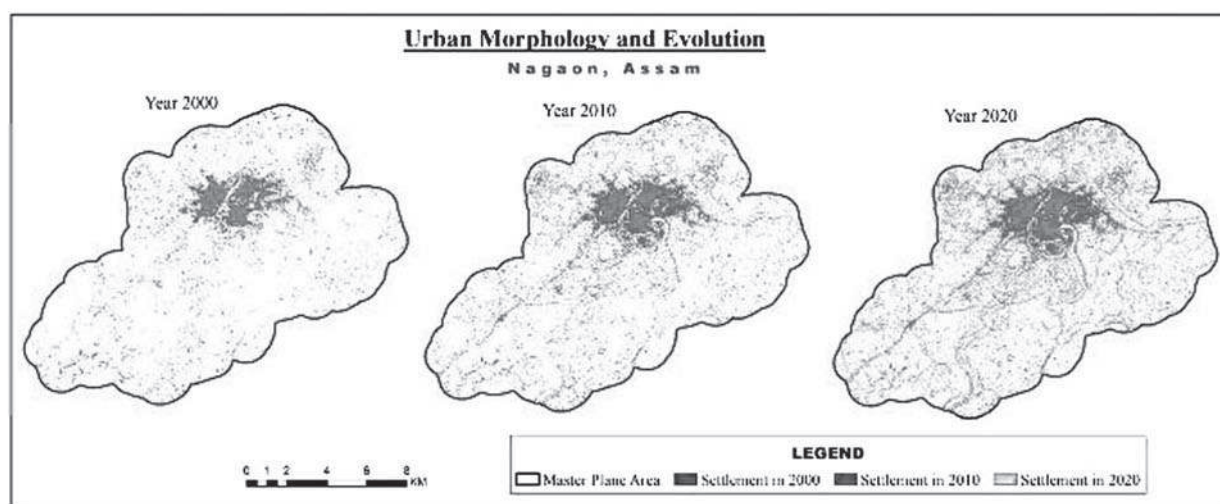 Urban Morphology and Evolution
Nagaon, Assam
Year 2000
Year 2010
Year 2020
0 1 2 4 6 8
KM
LEGEND
Master Plane Area Settlement in 2000 Settlement in 2010 Settlement in 2020